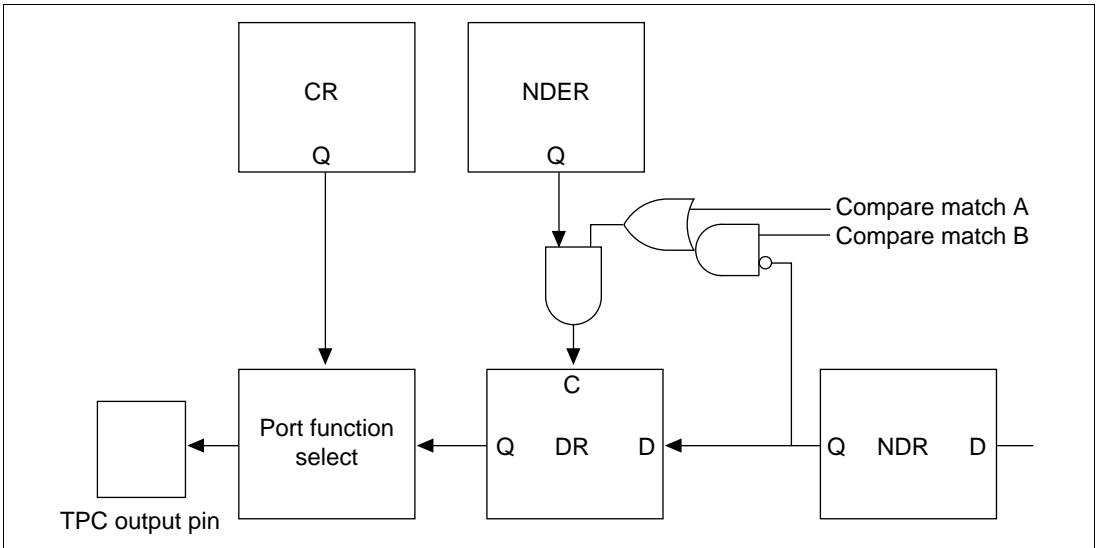 CR
Q
NDER
Q
Compare match A
Compare match B
C
Port function
select
Q DR D
Q NDR D
TPC output pin